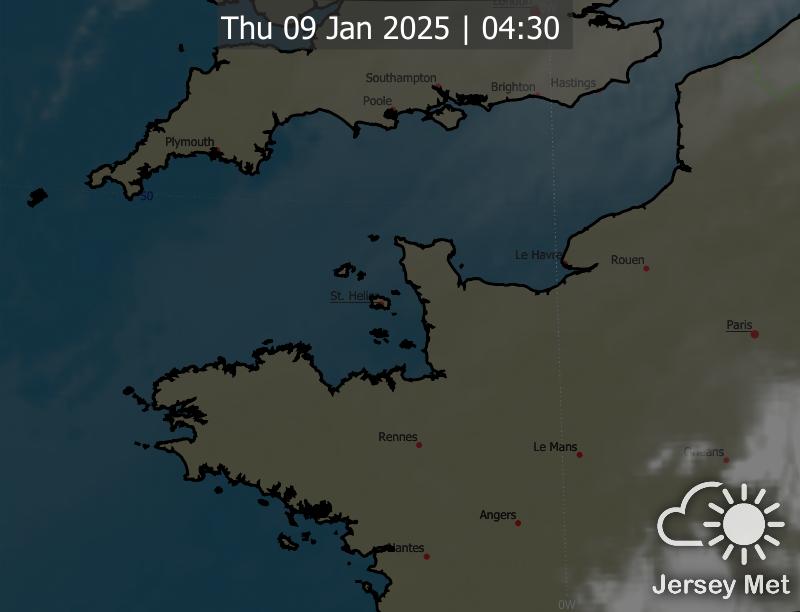 London
Thu 09 Jan 2025 | 04:30
Southampton
Brighton
Hastings
Poole
Plymouth
50
Le Havre
Rouen
St. Helier
Paris
Rennes
Le Mans
Orleans
Angers
Nantes
Jersey Met
0W